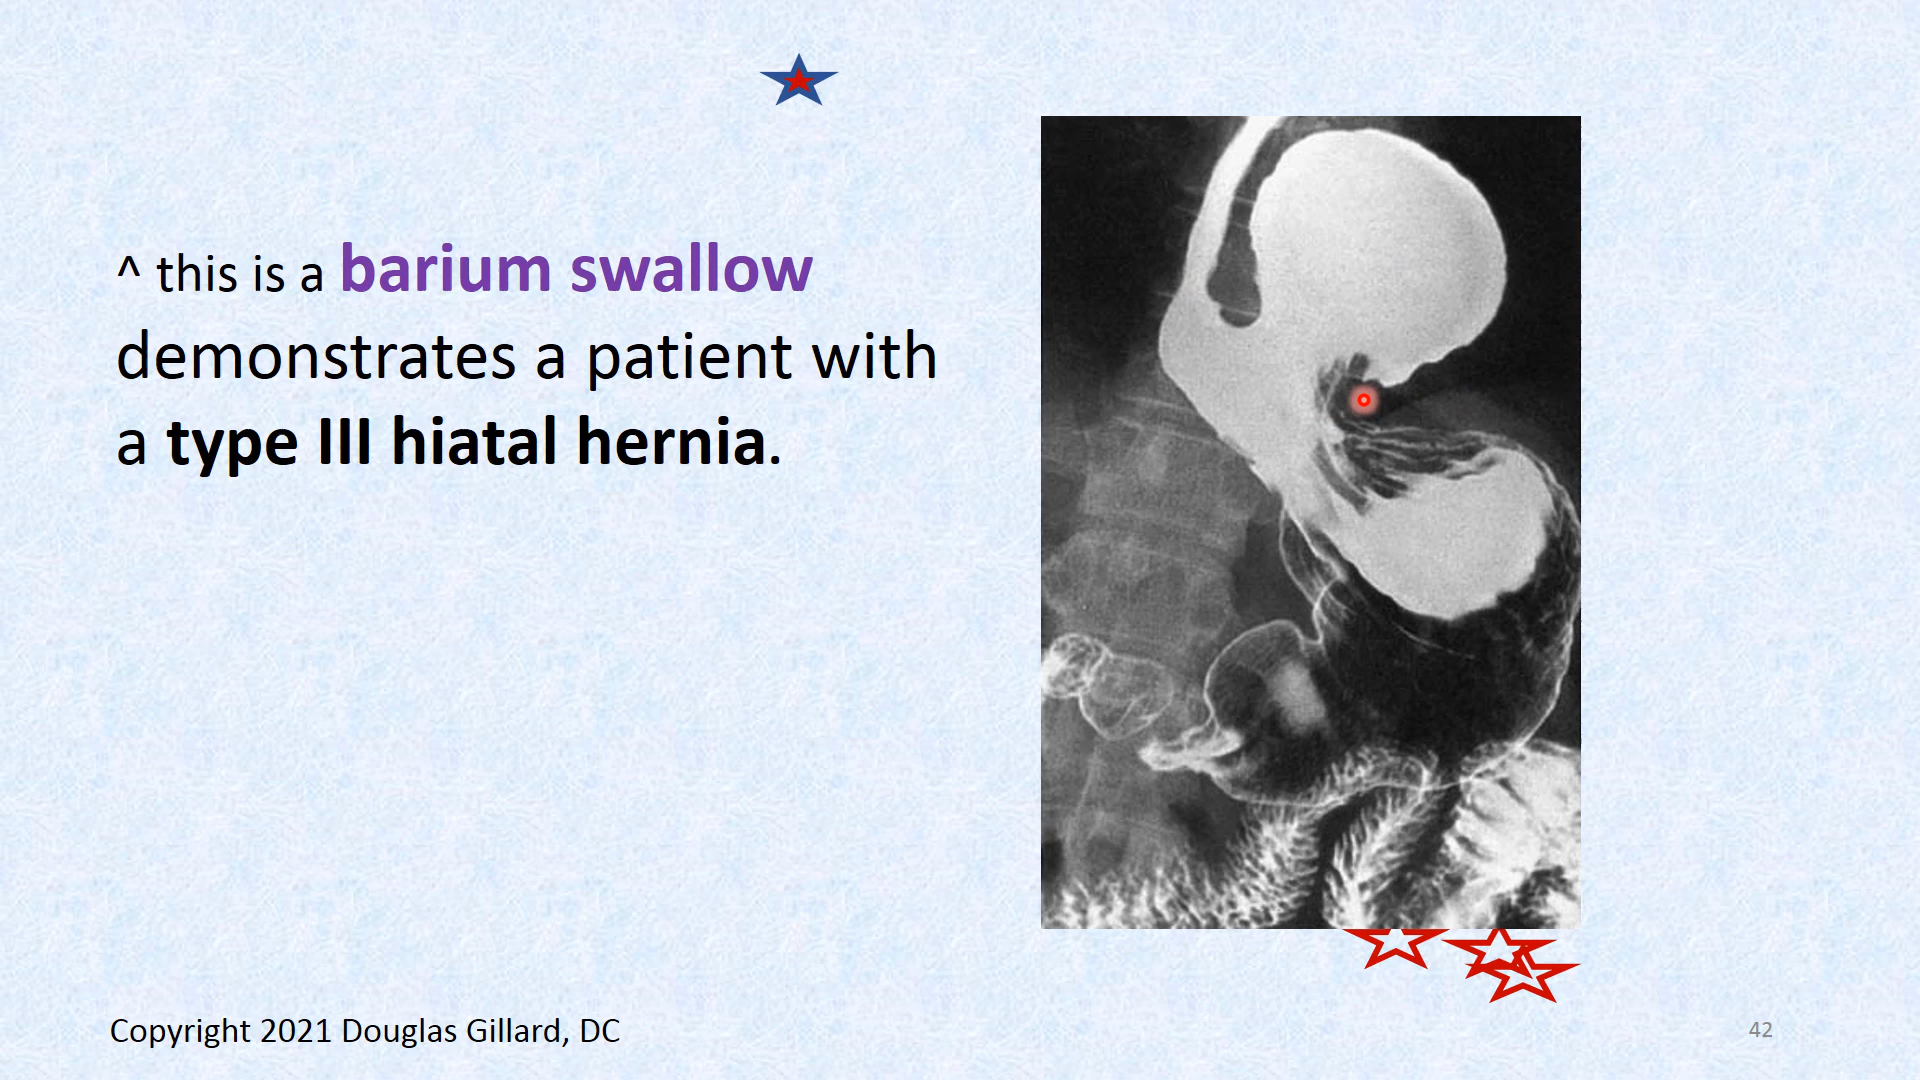 ^ this is a barium swallow
demonstrates a patient with
a type III hiatal hernia.
Copyright 2021 Douglas Gillard, DC
42